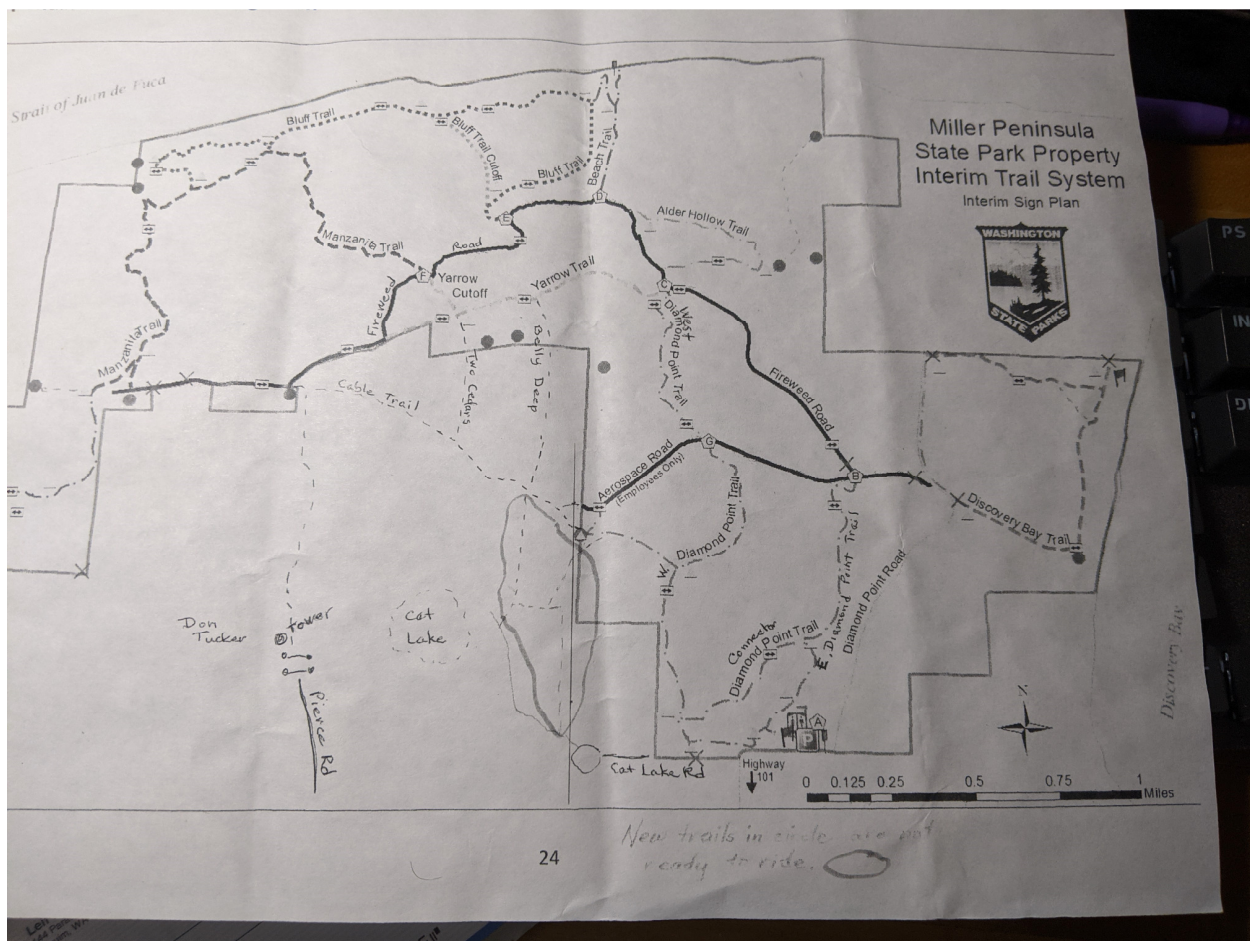 Strait of Juan de Fuca
Miller Peninsula
State Park Property
Interim Trail System
Interim Sign Plan
WASHINGTON
STATE PARKS
Bluff Trail
Bluff Trail Cutoff
Bluff Trail
Beach Trail
D
E
Alder Hollow Trail
Manzanita Trail
Road
F
Yarrow
Cutoff
Yarrow Trail
C
West
Diamond Point Trail
Fireweed
Manzanita Trail
Cable Trail
Two Cedars
Belly Deep
Fireweed Road
Aerospace Road
(Employees Only)
G
B
Diamond Point Trail
W.
Discovery Bay Trail
E. Diamond Point Trail
Diamond Point Road
Don
Tucker
tower
Cat
Lake
Connector
Diamond Point Trail
Pierce Rd
A
P
Cat Lake Rd
Highway
101
Discovery Bay
N
0 0.125 0.25 0.5 0.75 1
Miles
24
New trails in circle are not
ready to ride.
PS
IN